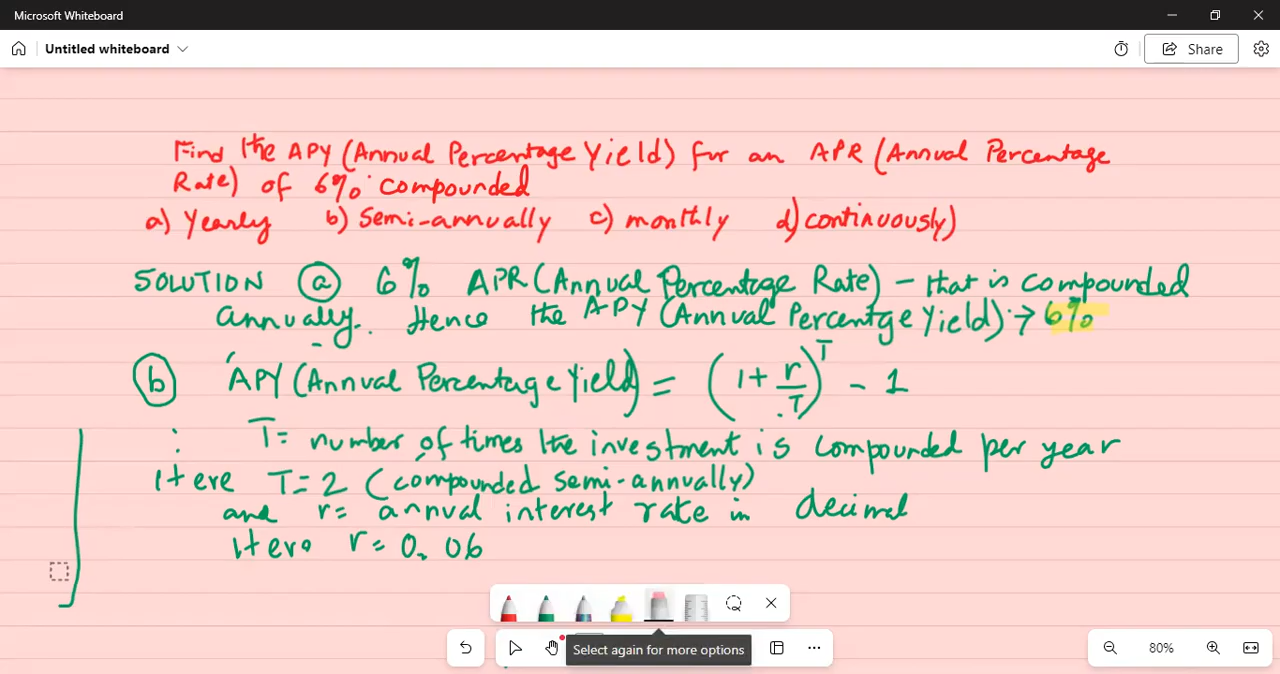 Microsoft Whiteboard
Untitled whiteboard
Share
Find the APY (Annual Percentage Yield) for an APR (Annual Percentage
Rate) of 6% compounded
a) Yearly b) Semi-annually c) monthly d) continuously)
SOLUTION (a) 6% APR (Annual Percentage Rate) - that is compounded
annually. Hence the APY (Annual Percentge Yield) → 6%
(b) APY (Annual Percentage Yield) = (1 + r/T)^T - 1
∴ T = number of times the investment is compounded per year
Here T = 2 (compounded semi-annually)
and r = annual interest rate in decimal
Here r = 0.06
Select again for more options
80%